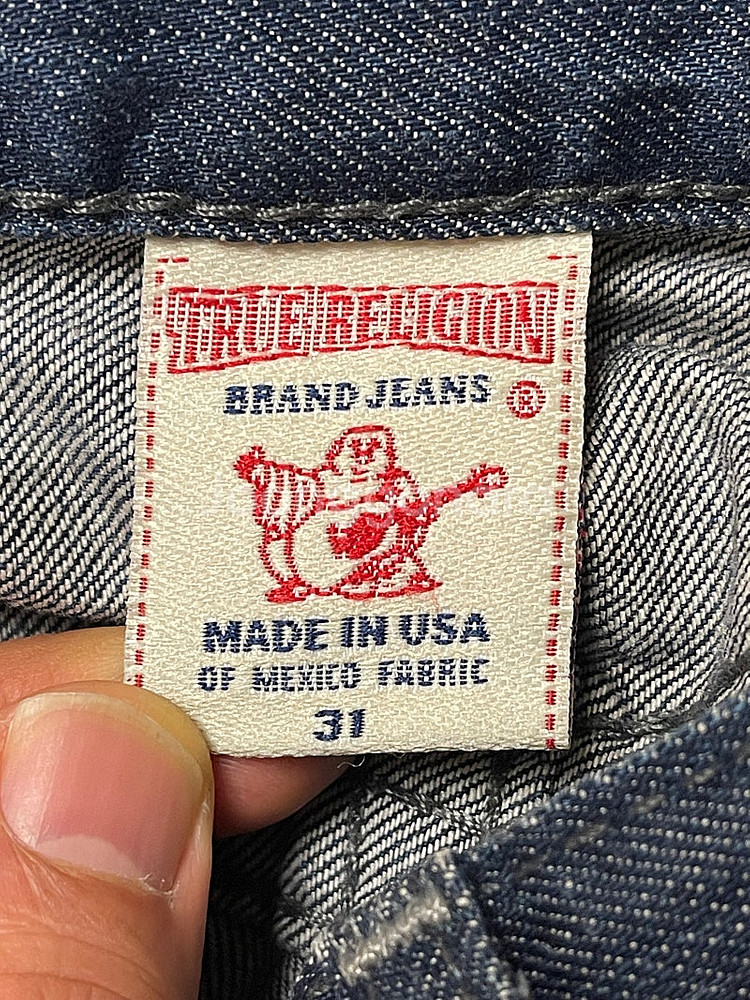 TRUE RELIGION
BRAND JEANS ®
MADE IN USA
OF MEXICO FABRIC
31